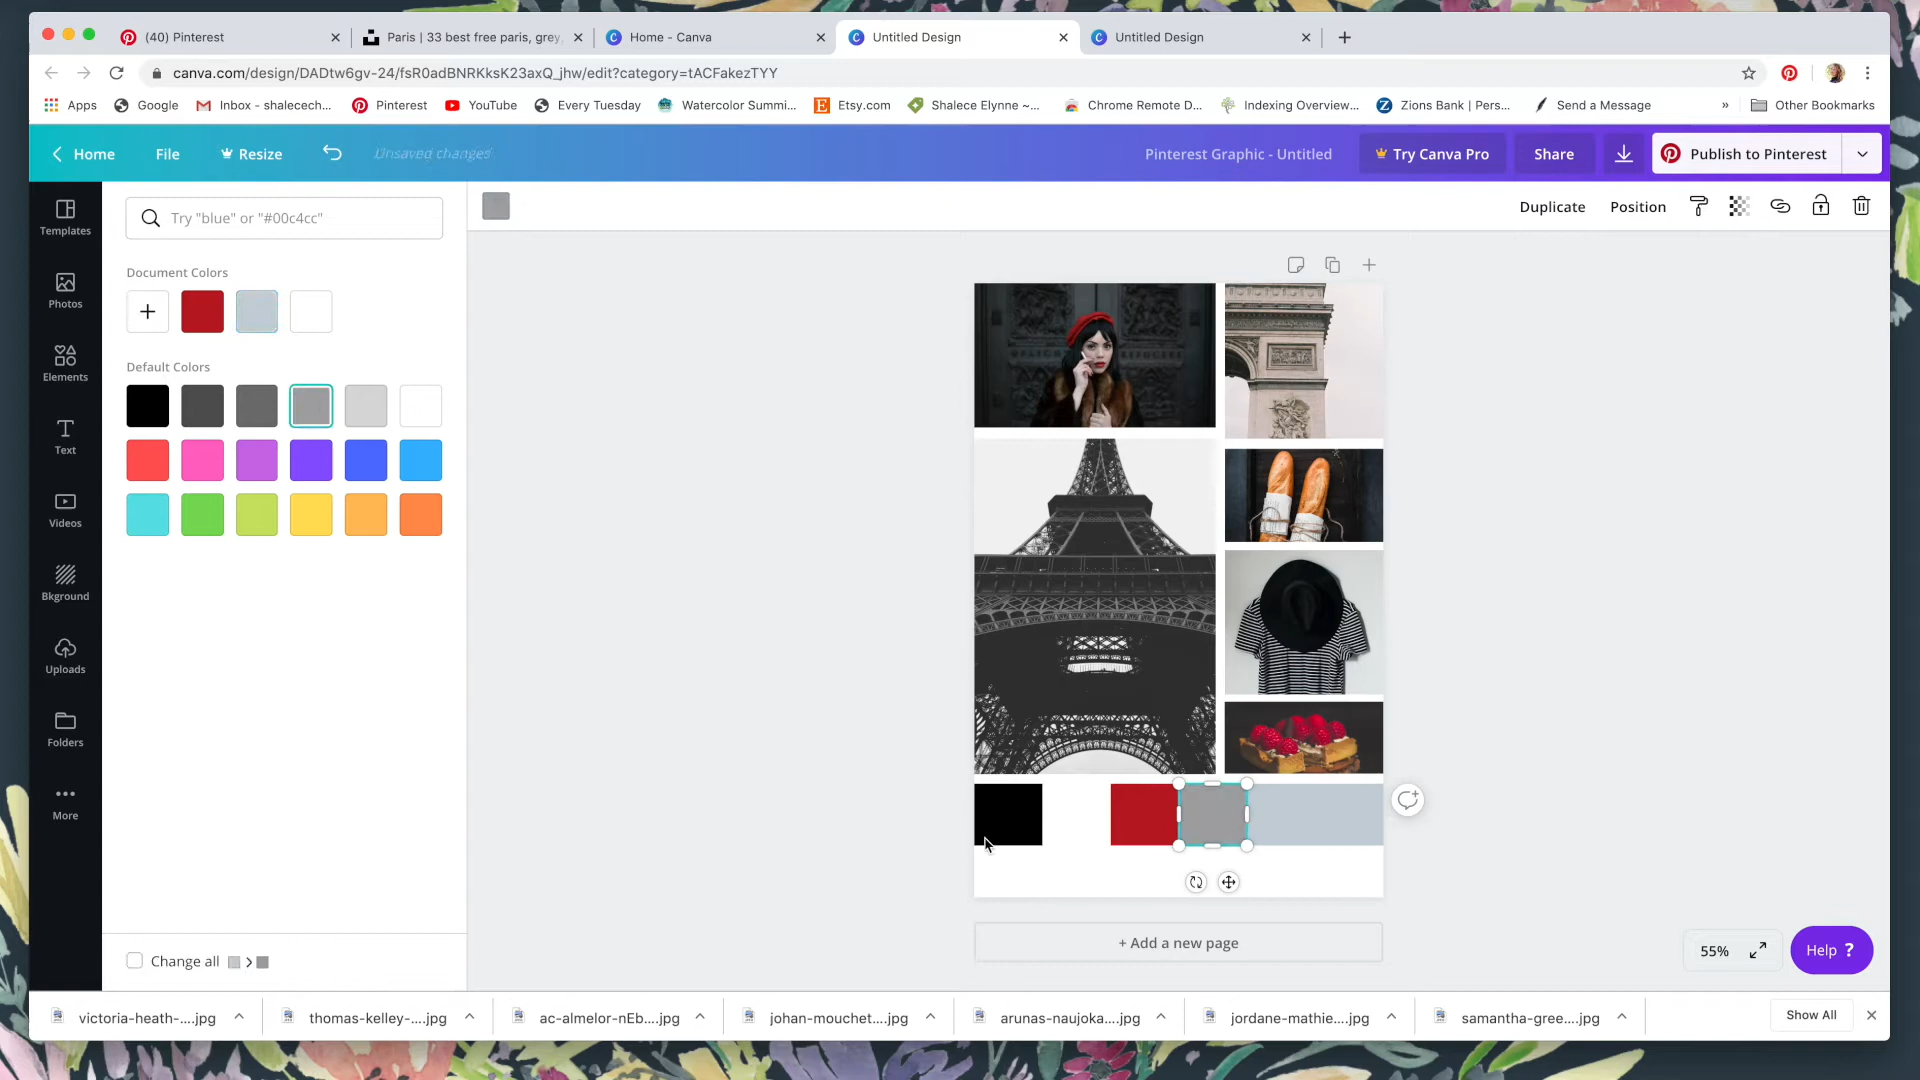 (40) Pinterest
Paris | 33 best free paris, grey,
Home - Canva
Untitled Design
Untitled Design
canva.com/design/DADtw6gv-24/fsR0adBNRKksK23axQ_jhw/edit?category=tACFakezTYY
Apps
Google
Inbox - shalecech...
Pinterest
YouTube
Every Tuesday
Watercolor Summi...
Etsy.com
Shalece Elynne ~...
Chrome Remote D...
Indexing Overview...
Zions Bank | Pers...
Send a Message
»
Other Bookmarks
Home
File
Resize
Unsaved changes
Pinterest Graphic - Untitled
Try Canva Pro
Share
Publish to Pinterest
Templates
Photos
Elements
Text
Videos
Bkground
Uploads
Folders
More
Try "blue" or "#00c4cc"
Document Colors
Default Colors
Change all
Duplicate
Position
+ Add a new page
55%
Help ?
victoria-heath-....jpg
thomas-kelley-....jpg
ac-almelor-nEb....jpg
johan-mouchet....jpg
arunas-naujoka....jpg
jordane-mathie....jpg
samantha-gree....jpg
Show All